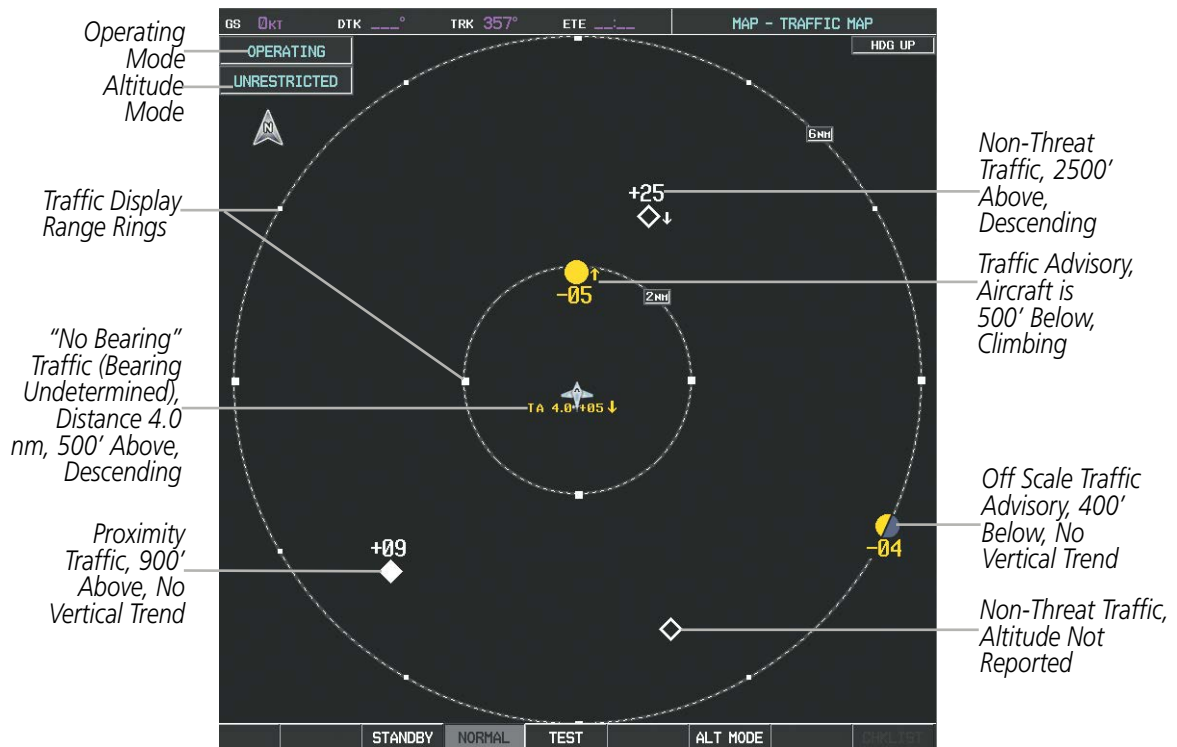 GS 0KT DTK ___° TRK 357° ETE __:__ MAP – TRAFFIC MAP
HDG UP
OPERATING
UNRESTRICTED
Operating
Mode
Altitude
Mode
N
6NM
Traffic Display
Range Rings
+25
Non-Threat
Traffic, 2500’
Above,
Descending
-05
2NM
Traffic Advisory,
Aircraft is
500’ Below,
Climbing
“No Bearing”
Traffic (Bearing
Undetermined),
Distance 4.0
nm, 500’ Above,
Descending
TA 4.0 +05 ↓
Off Scale Traffic
Advisory, 400’
Below, No
Vertical Trend
-04
Proximity
Traffic, 900’
Above, No
Vertical Trend
+09
Non-Threat Traffic,
Altitude Not
Reported
STANDBY NORMAL TEST ALT MODE CHKLIST